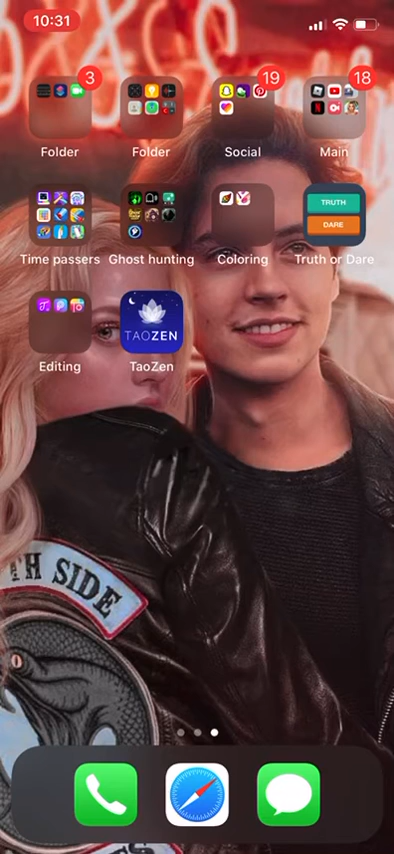 10:31
3
19
18
Folder
Folder
Social
Main
TRUTH
DARE
Time passers
Ghost hunting
Coloring
Truth or Dare
TAOZEN
Editing
TaoZen
TH SIDE